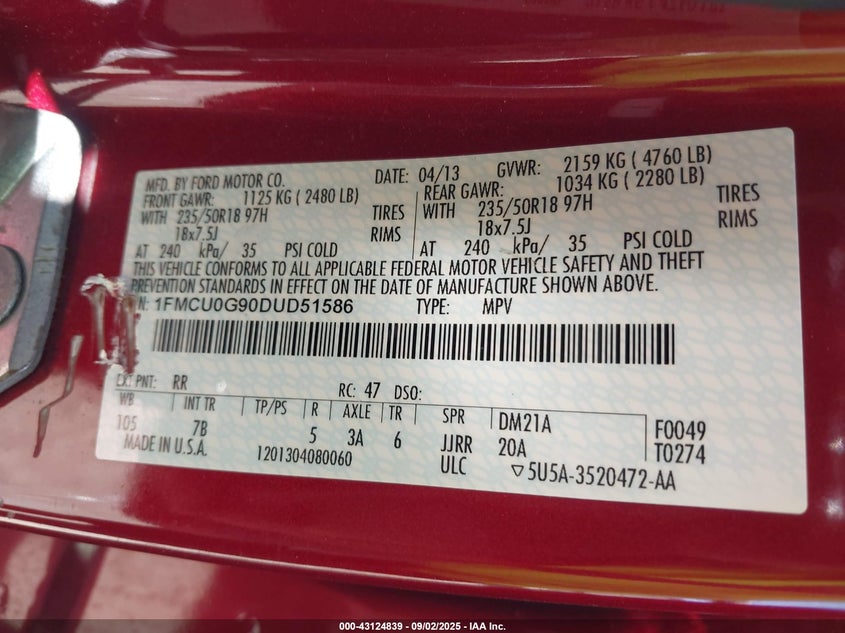 MFD. BY FORD MOTOR CO. DATE: 04/13 GVWR: 2159 KG ( 4760 LB)
FRONT GAWR: 1125 KG ( 2480 LB) REAR GAWR: 1034 KG ( 2280 LB)
WITH 235/50R18 97H TIRES WITH 235/50R18 97H TIRES
18x7.5J RIMS 18x7.5J RIMS
AT 240 kPa/ 35 PSI COLD AT 240 kPa/ 35 PSI COLD
THIS VEHICLE CONFORMS TO ALL APPLICABLE FEDERAL MOTOR VEHICLE SAFETY AND THEFT
PREVENTION STANDARDS IN EFFECT ON THE DATE OF MANUFACTURE SHOWN ABOVE.
N: 1FMCU0G90DUD51586 TYPE: MPV
EXT PNT: RR RC: 47 DSO:
WB INT TR TP/PS R AXLE TR SPR DM21A F0049
105 7B 5 3A 6 JJRR 20A T0274
MADE IN U.S.A. 1201304080060 ULC ▽5U5A-3520472-AA
000-43124839 - 09/02/2025 - IAA Inc.